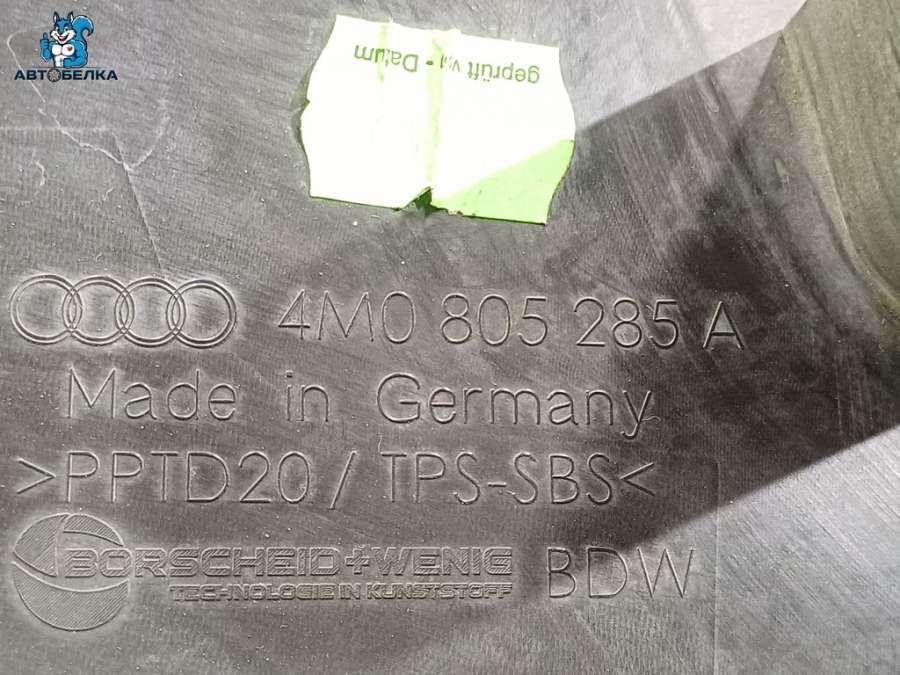 АВТОБЕЛКА
geprüft von - Datum
4M0 805 285 A
Made in Germany
>PPTD20 / TPS-SBS<
BORSCHEID+WENIG BDW
TECHNOLOGIE IN KUNSTSTOFF